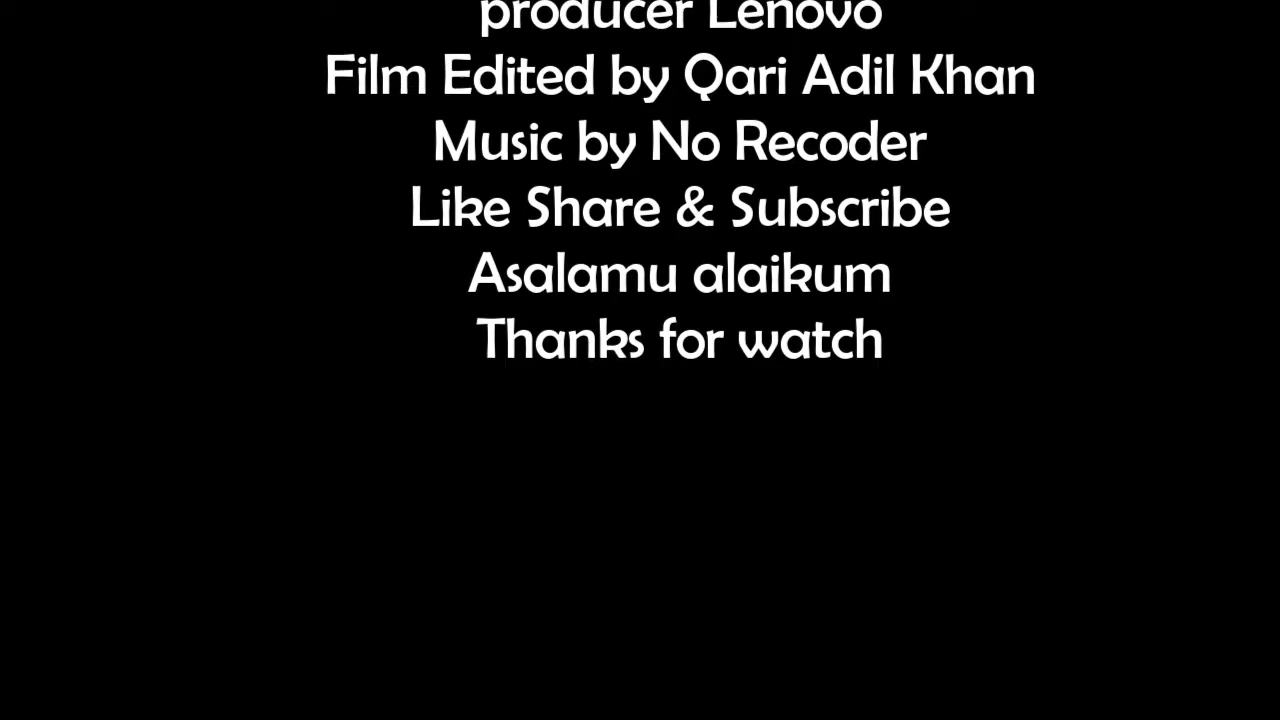 producer Lenovo
Film Edited by Qari Adil Khan
Music by No Recoder
Like Share & Subscribe
Asalamu alaikum
Thanks for watch